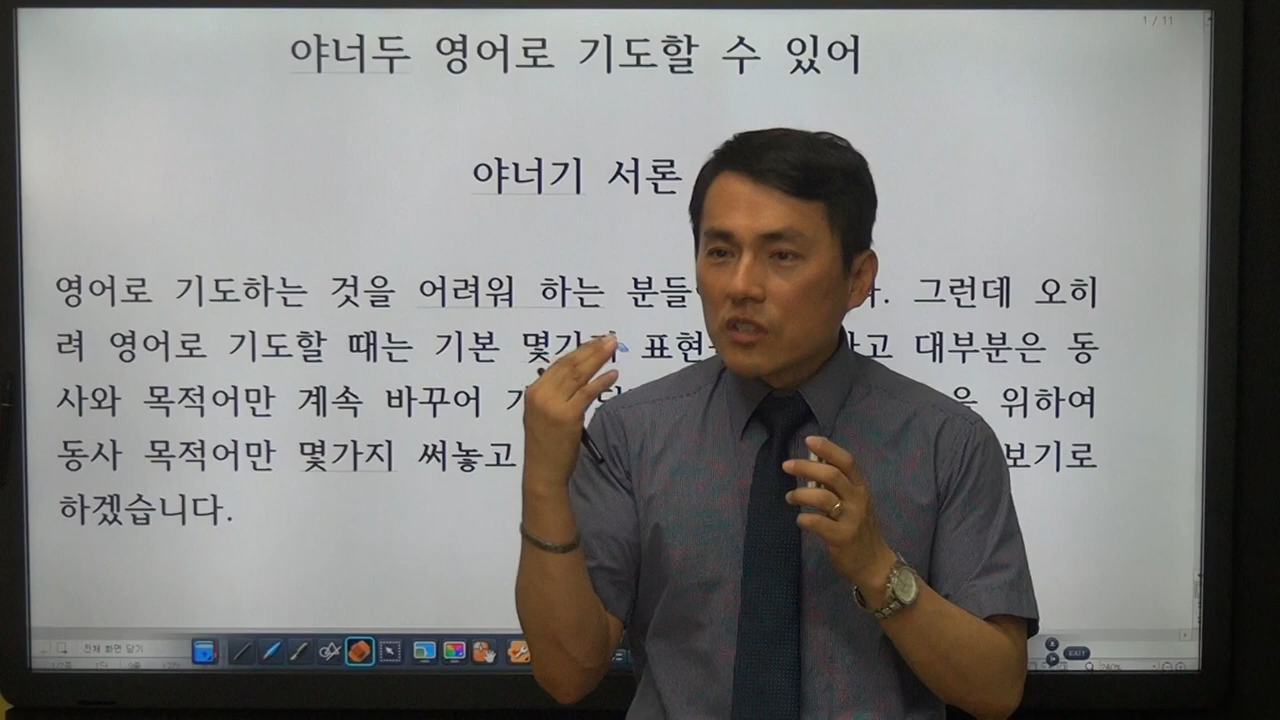 1 / 11
야너두 영어로 기도할 수 있어
야너기 서론
영어로 기도하는 것을 어려워 하는 분들 그런데 오히
려 영어로 기도할 때는 기본 몇가지 표현 대부분은 동
사와 목적어만 계속 바꾸어 위하여
동사 목적어만 몇가지 써놓고 보기로
하겠습니다.
전체 화면 닫기
EXIT
240%